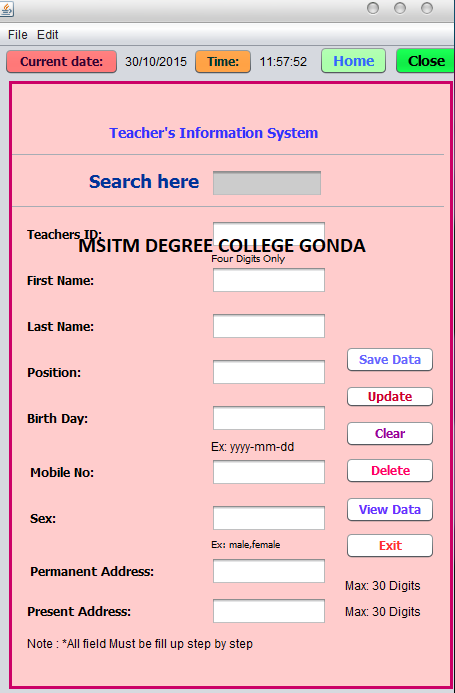 File Edit
Current date: 30/10/2015 Time: 11:57:52 Home Close
Teacher's Information System
Search here
Teachers ID:
MSITM DEGREE COLLEGE GONDA
Four Digits Only
First Name:
Last Name:
Save Data
Position:
Update
Birth Day:
Clear
Ex: yyyy-mm-dd
Mobile No:
Delete
View Data
Sex:
Ex: male,female
Exit
Permanent Address:
Max: 30 Digits
Present Address:
Max: 30 Digits
Note : *All field Must be fill up step by step